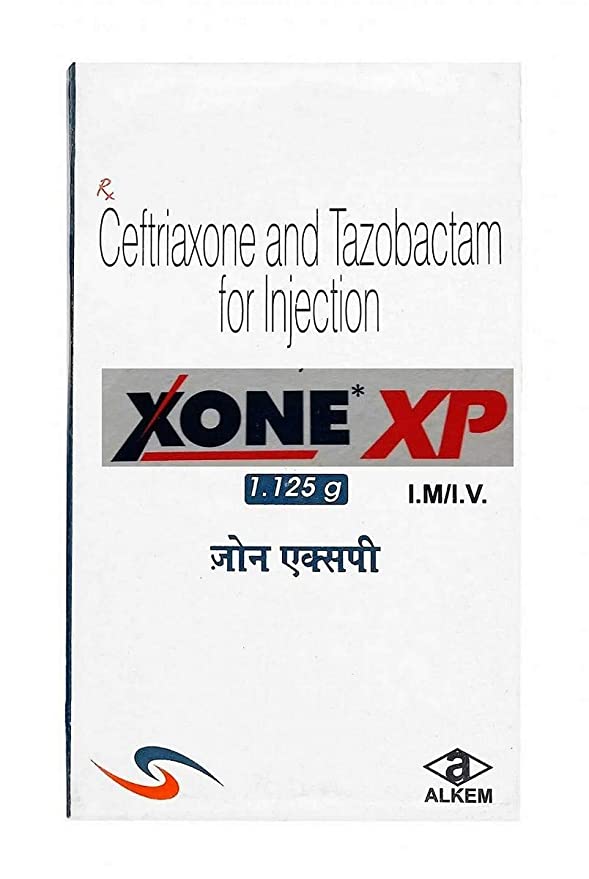 Rx
Ceftriaxone and Tazobactam
for Injection
XONE* XP
1.125 g
I.M/I.V.
ज़ोन एक्सपी
a
ALKEM